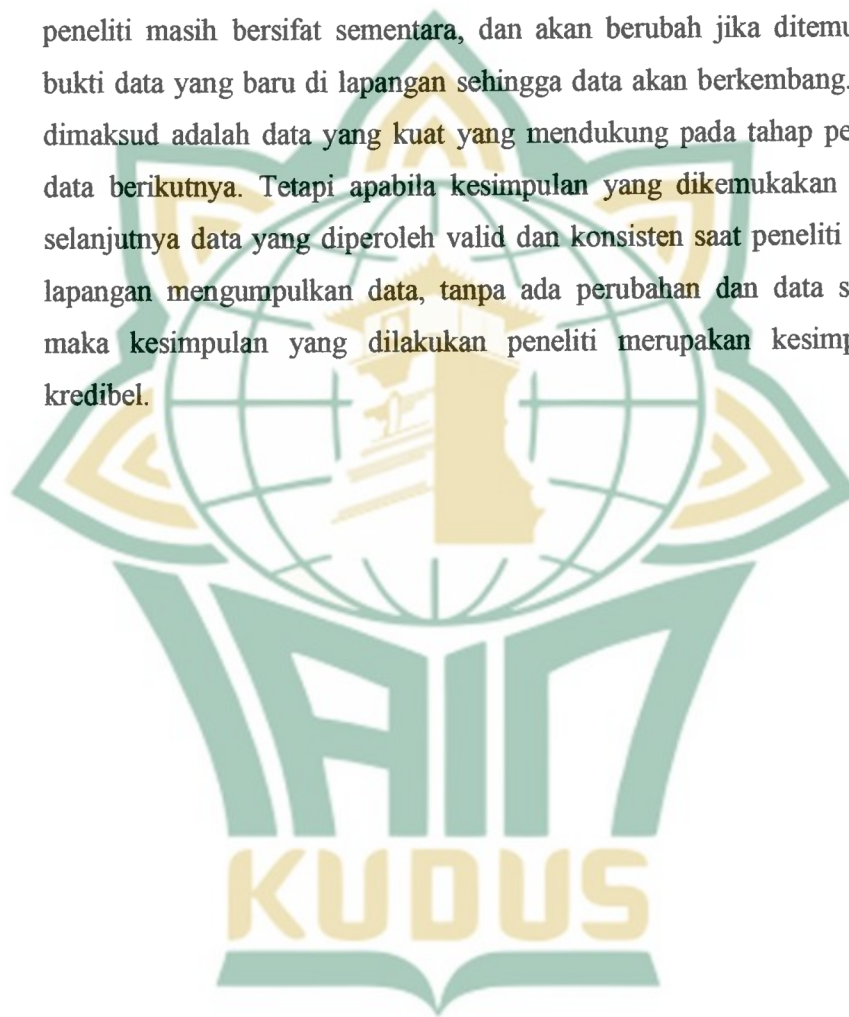 peneliti masih bersifat sementara, dan akan berubah jika ditemu
bukti data yang baru di lapangan sehingga data akan berkembang.
dimaksud adalah data yang kuat yang mendukung pada tahap pe
data berikutnya. Tetapi apabila kesimpulan yang dikemukakan
selanjutnya data yang diperoleh valid dan konsisten saat peneliti
lapangan mengumpulkan data, tanpa ada perubahan dan data s
maka kesimpulan yang dilakukan peneliti merupakan kesimp
kredibel.
IAIN
KUDUS